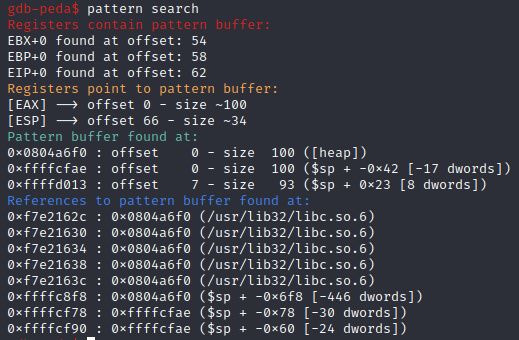 gdb-peda$ pattern search
Registers contain pattern buffer:
EBX+0 found at offset: 54
EBP+0 found at offset: 58
EIP+0 found at offset: 62
Registers point to pattern buffer:
[EAX] --> offset 0 - size ~100
[ESP] --> offset 66 - size ~34
Pattern buffer found at:
0x0804a6f0 : offset    0 - size  100 ([heap])
0xffffcfae : offset    0 - size  100 ($sp + -0x42 [-17 dwords])
0xffffd013 : offset    7 - size   93 ($sp + 0x23 [8 dwords])
References to pattern buffer found at:
0xf7e2162c : 0x0804a6f0 (/usr/lib32/libc.so.6)
0xf7e21630 : 0x0804a6f0 (/usr/lib32/libc.so.6)
0xf7e21634 : 0x0804a6f0 (/usr/lib32/libc.so.6)
0xf7e21638 : 0x0804a6f0 (/usr/lib32/libc.so.6)
0xf7e2163c : 0x0804a6f0 (/usr/lib32/libc.so.6)
0xffffc8f8 : 0x0804a6f0 ($sp + -0x6f8 [-446 dwords])
0xffffcf78 : 0xffffcfae ($sp + -0x78 [-30 dwords])
0xffffcf90 : 0xffffcfae ($sp + -0x60 [-24 dwords])